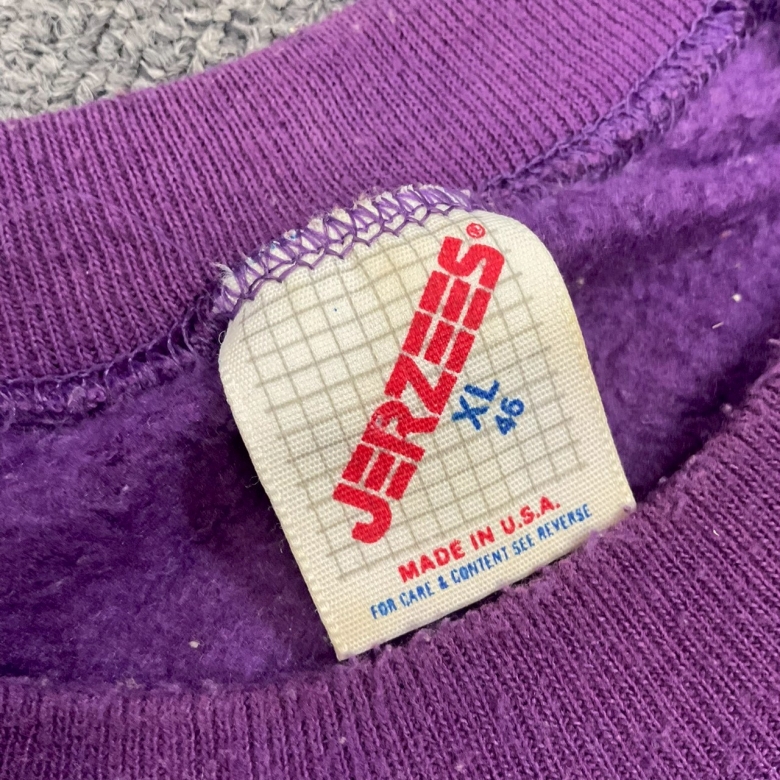 JERZEES®
XL
46
MADE IN U.S.A.
FOR CARE & CONTENT SEE REVERSE